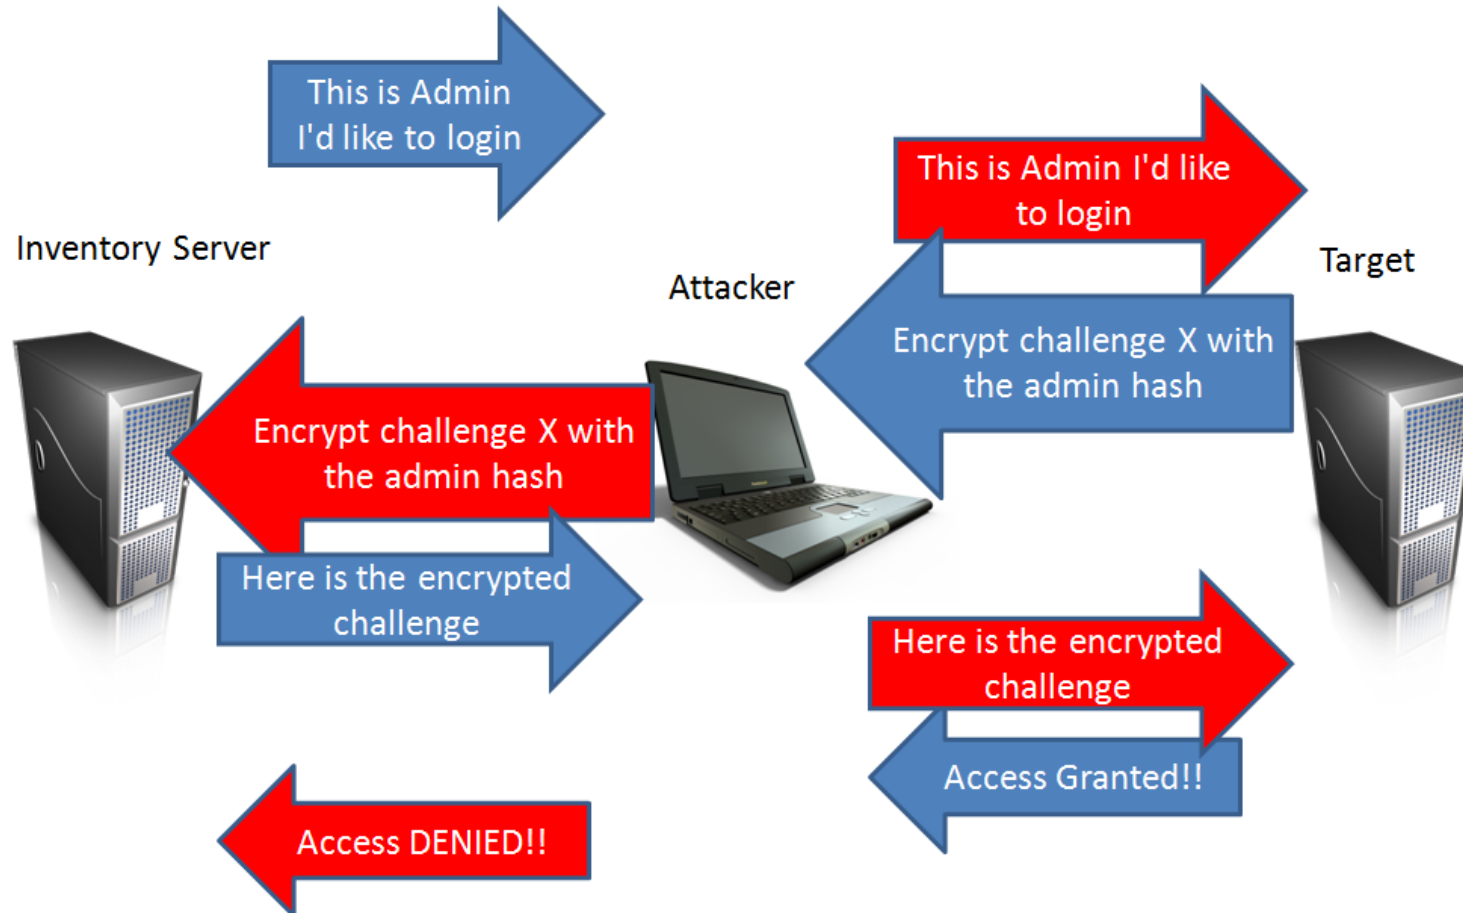 This is Admin
I'd like to login
This is Admin I'd like
to login
Inventory Server
Attacker
Target
Encrypt challenge X with
the admin hash
Encrypt challenge X with
the admin hash
Here is the encrypted
challenge
Here is the encrypted
challenge
Access Granted!!
Access DENIED!!